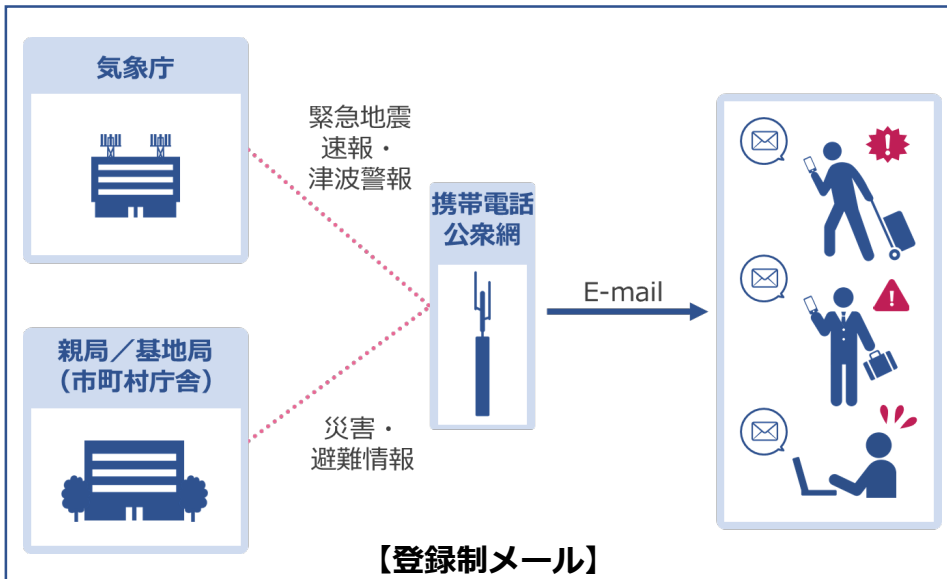 気象庁
緊急地震
速報・
津波警報
携帯電話
公衆網
E-mail
親局／基地局
（市町村庁舎）
災害・
避難情報
【登録制メール】